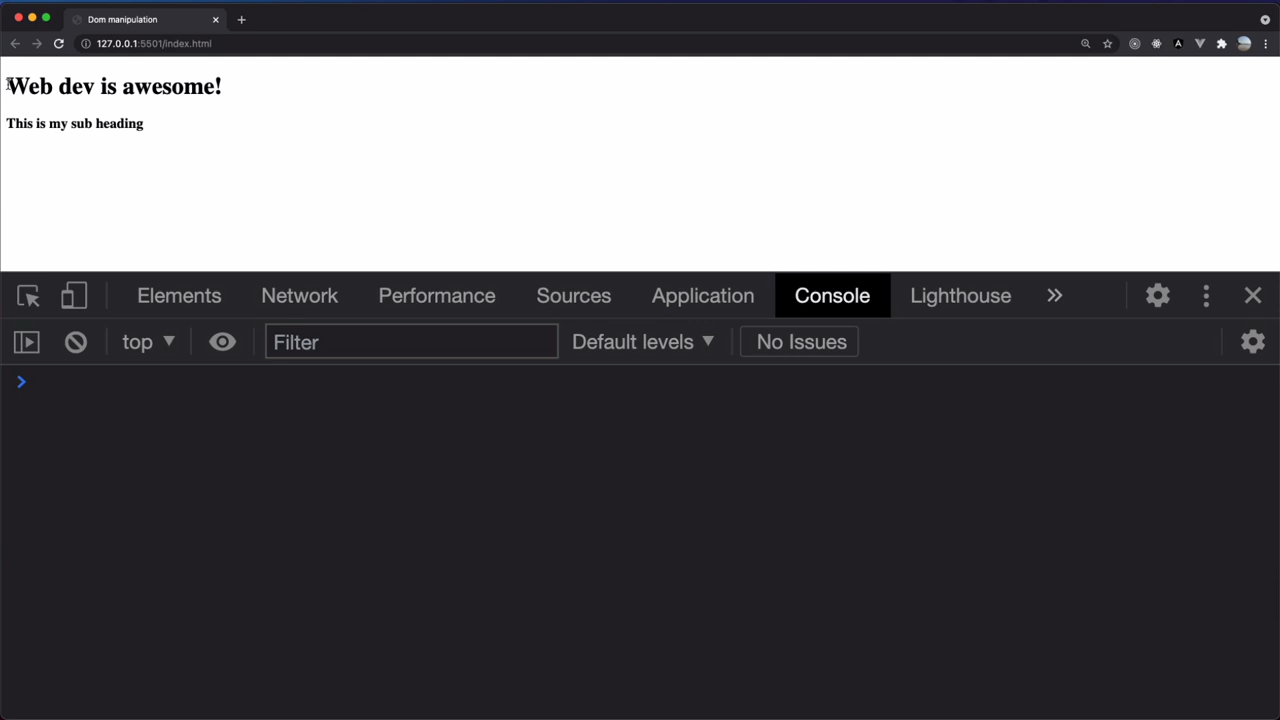 Dom manipulation
127.0.0.1:5501/index.html
Web dev is awesome!
This is my sub heading
Elements Network Performance Sources Application Console Lighthouse
top Filter Default levels No Issues